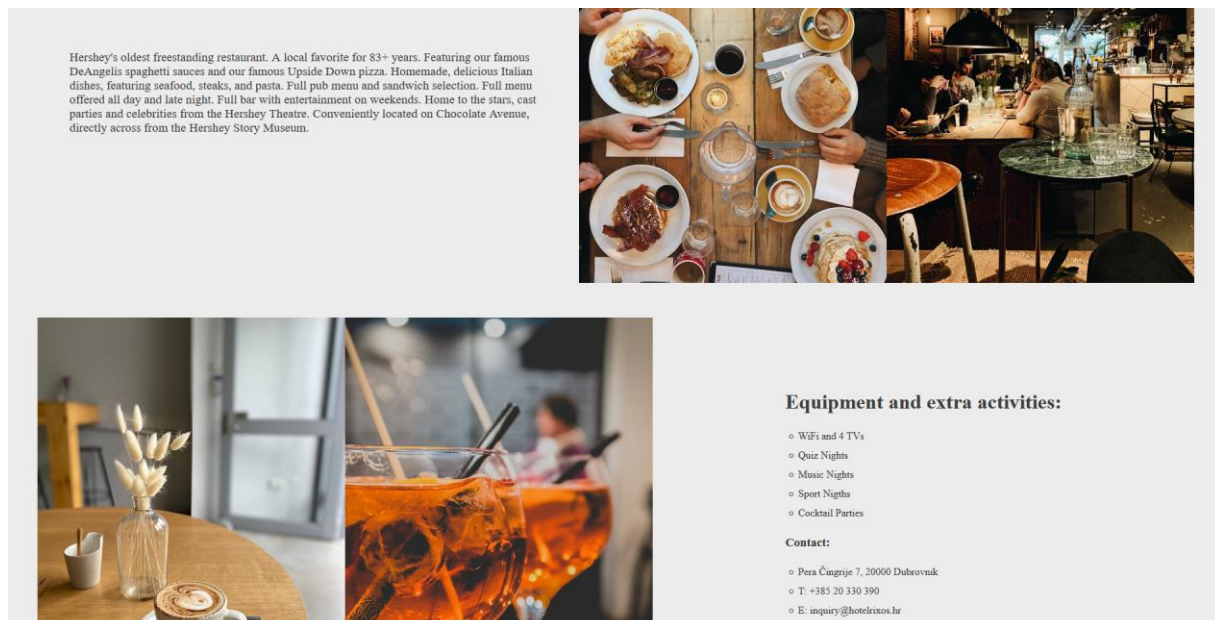 Hershey's oldest freestanding restaurant. A local favorite for 83+ years. Featuring our famous
DeAngelis spaghetti sauces and our famous Upside Down pizza. Homemade, delicious Italian
dishes, featuring seafood, steaks, and pasta. Full pub menu and sandwich selection. Full menu
offered all day and late night. Full bar with entertainment on weekends. Home to the stars, cast
parties and celebrities from the Hershey Theatre. Conveniently located on Chocolate Avenue,
directly across from the Hershey Story Museum.
Equipment and extra activities:
WiFi and 4 TVs
Quiz Nights
Music Nights
Sport Nigths
Cocktail Parties
Contact:
Pera Čingrije 7, 20000 Dubrovnik
T: +385 20 330 390
E: inquiry@hotelrixos.hr